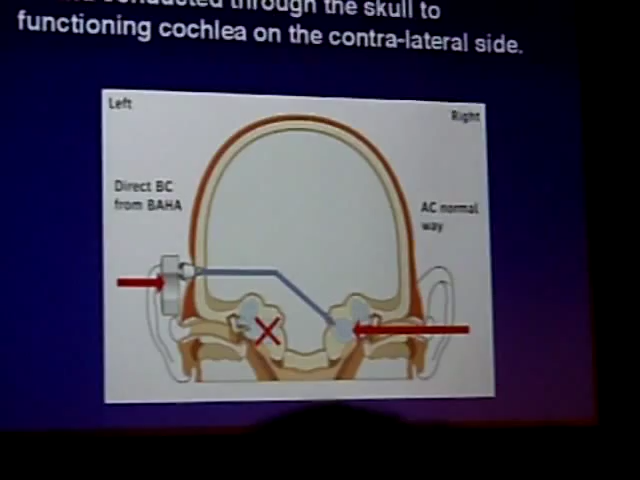 conducted through the skull to
functioning cochlea on the contra-lateral side.
Left
Right
Direct BC
from BAHA
AC normal
way